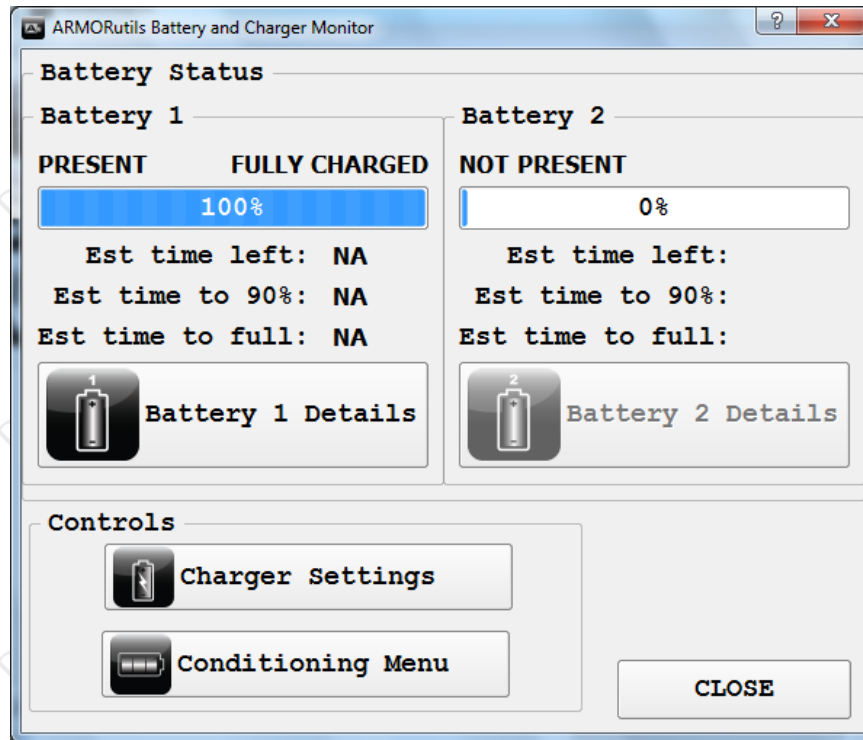 ARMORutils Battery and Charger Monitor
?
X
Battery Status
Battery 1
PRESENT FULLY CHARGED
100%
Est time left: NA
Est time to 90%: NA
Est time to full: NA
1
Battery 1 Details
Battery 2
NOT PRESENT
0%
Est time left:
Est time to 90%:
Est time to full:
2
Battery 2 Details
Controls
Charger Settings
Conditioning Menu
CLOSE